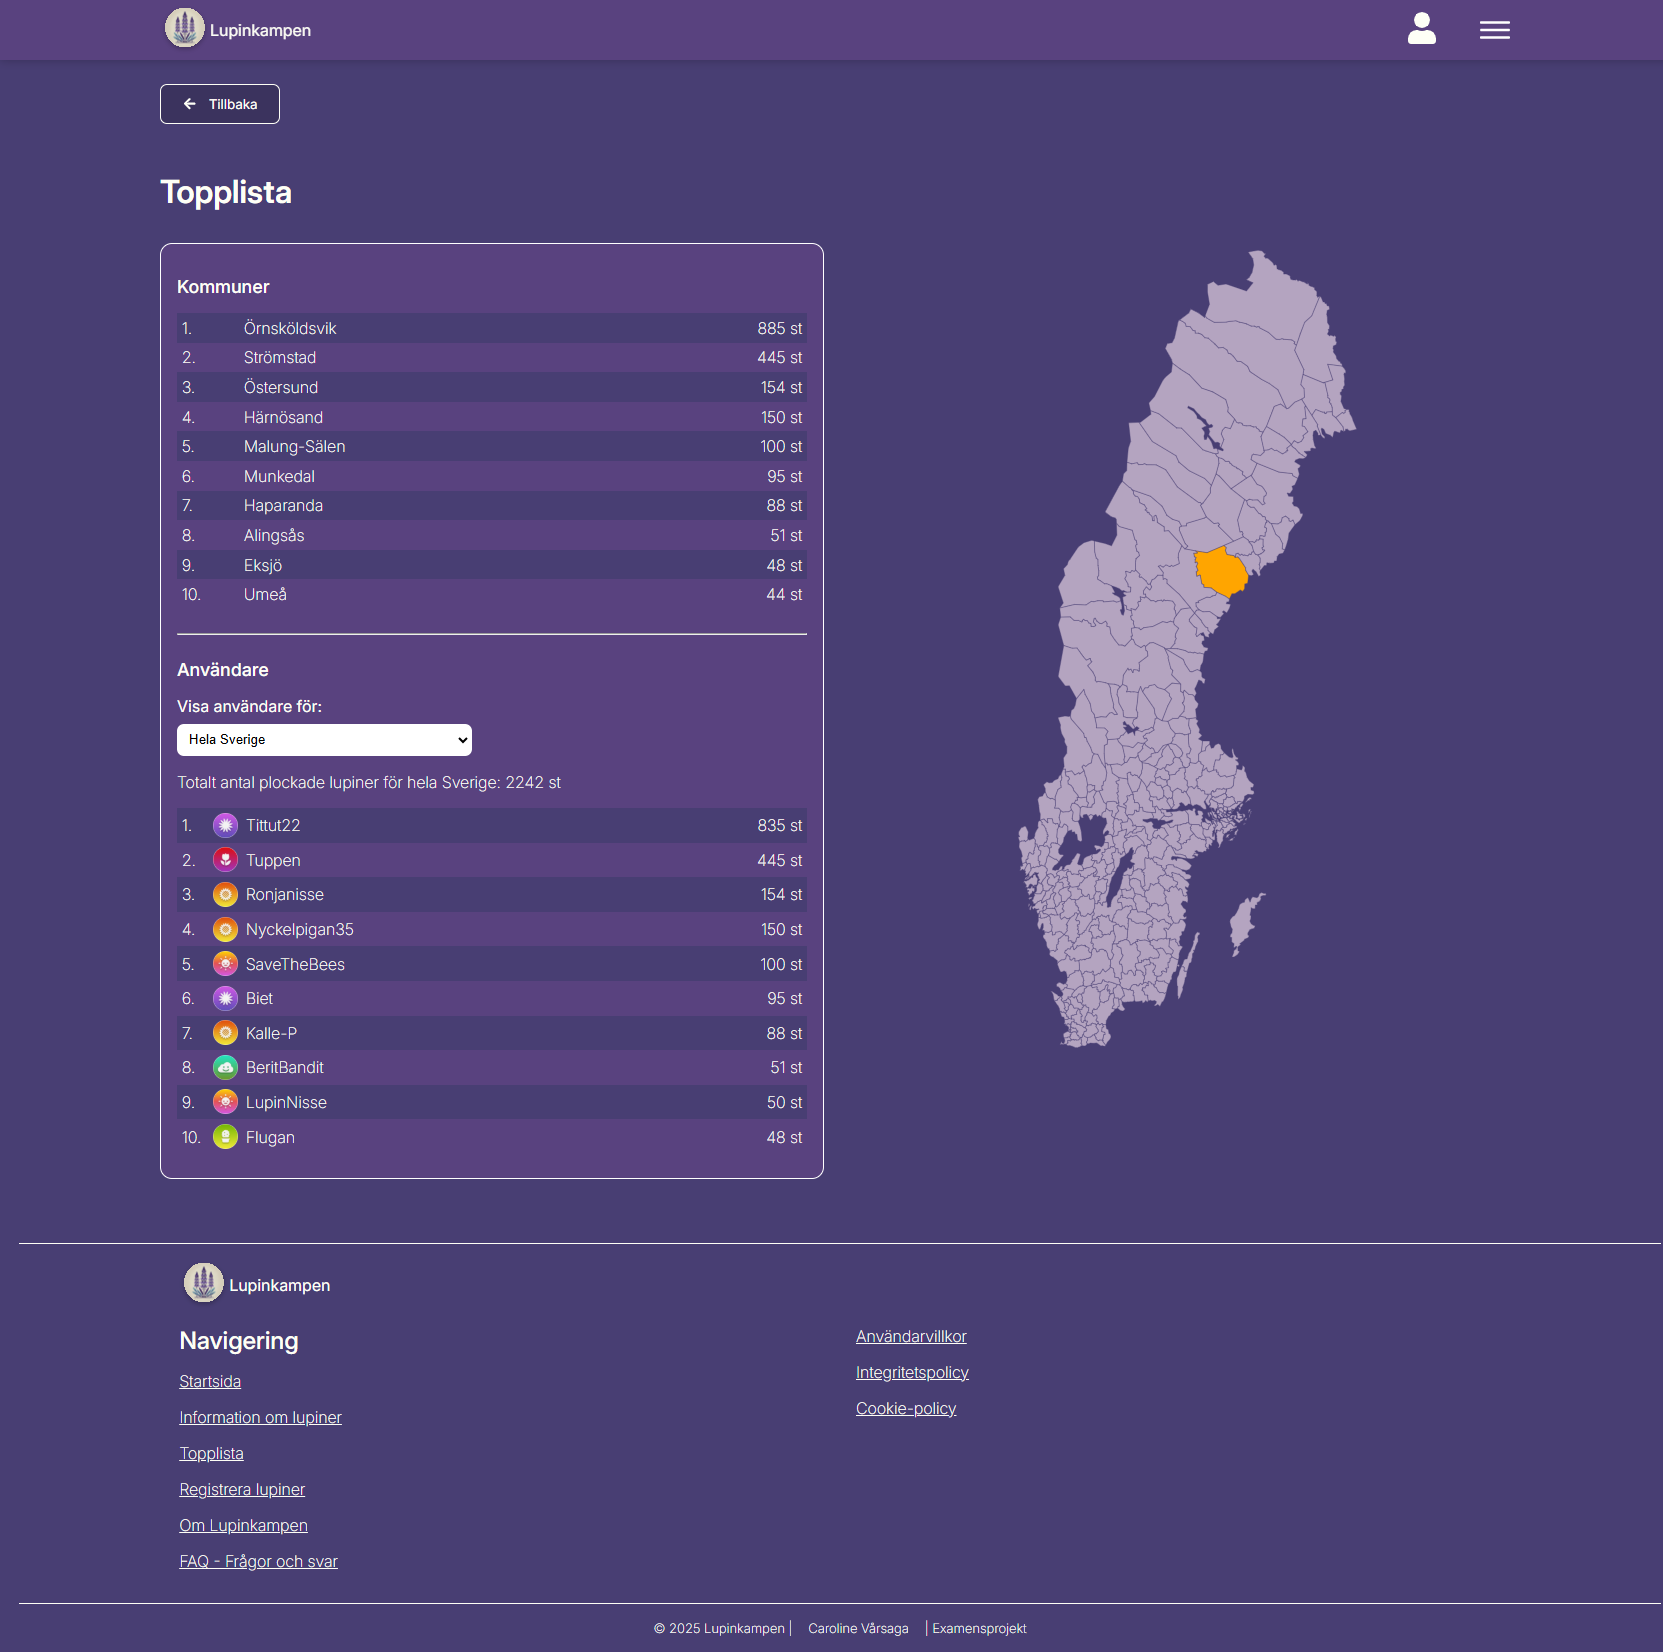 Lupinkampen
Tillbaka
Topplista
Kommuner
1. Örnsköldsvik 885 st
2. Strömstad 445 st
3. Östersund 154 st
4. Härnösand 150 st
5. Malung-Sälen 100 st
6. Munkedal 95 st
7. Haparanda 88 st
8. Alingsås 51 st
9. Eksjö 48 st
10. Umeå 44 st
Användare
Visa användare för:
Hela Sverige
Totalt antal plockade lupiner för hela Sverige: 2242 st
1. Tittut22 835 st
2. Tuppen 445 st
3. Ronjanisse 154 st
4. Nyckelpigan35 150 st
5. SaveTheBees 100 st
6. Biet 95 st
7. Kalle-P 88 st
8. BeritBandit 51 st
9. LupinNisse 50 st
10. Flugan 48 st
Lupinkampen
Navigering
Startsida
Information om lupiner
Topplista
Registrera lupiner
Om Lupinkampen
FAQ - Frågor och svar
Användarvillkor
Integritetspolicy
Cookie-policy
© 2025 Lupinkampen | Caroline Vårsaga | Examensprojekt